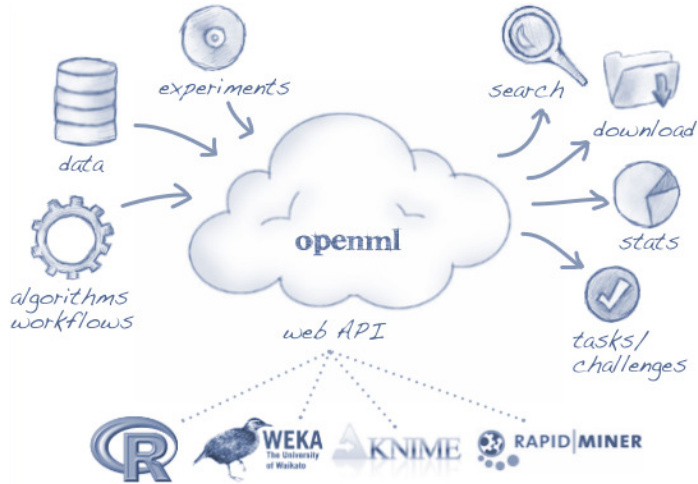 experiments
data
algorithms
workflows
openml
search
download
stats
tasks/
challenges
web API
R
WEKA
The University
of Waikato
KNIME
RAPID|MINER